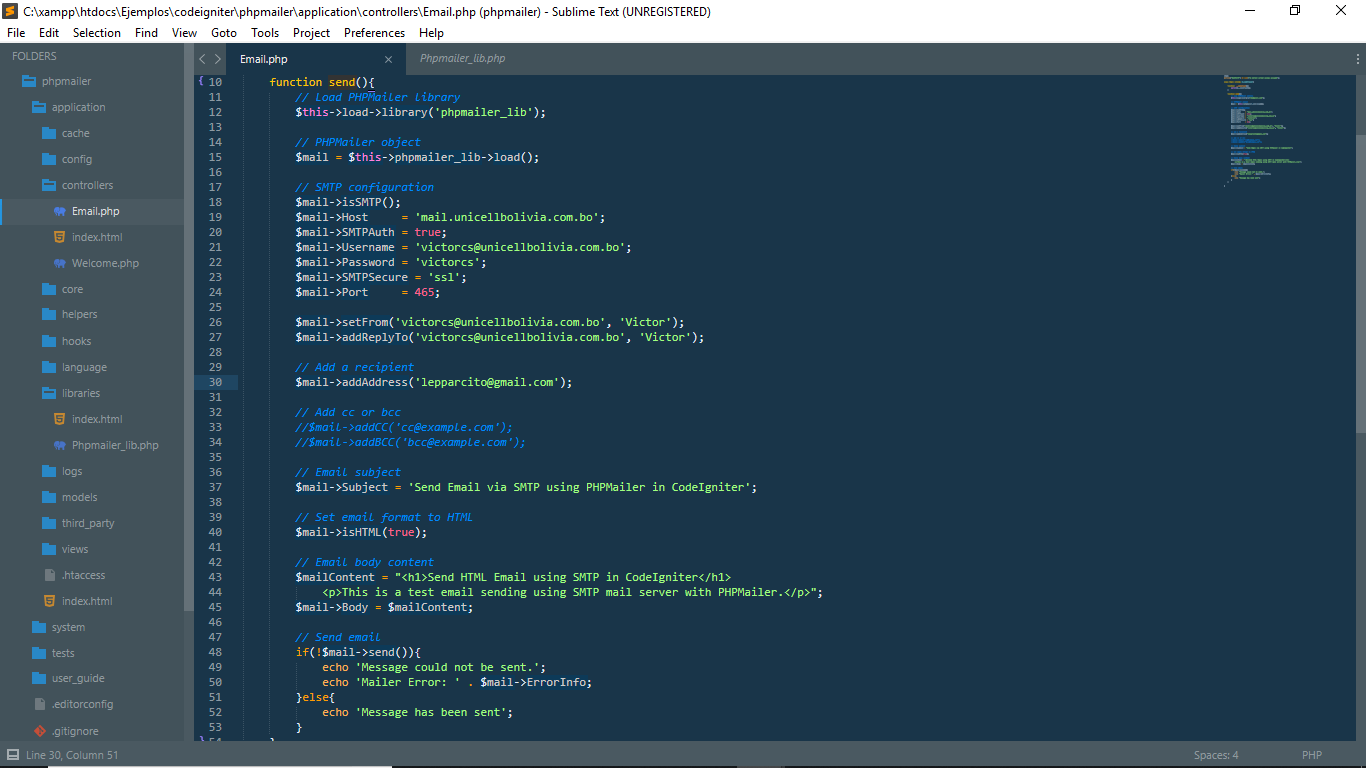 C:\xampp\htdocs\Ejemplos\codeigniter\phpmailer\application\controllers\Email.php (phpmailer) - Sublime Text (UNREGISTERED)
File Edit Selection Find View Goto Tools Project Preferences Help
FOLDERS
phpmailer
application
cache
config
controllers
Email.php
index.html
Welcome.php
core
helpers
hooks
language
libraries
index.html
Phpmailer_lib.php
logs
models
third_party
views
.htaccess
index.html
system
tests
user_guide
.editorconfig
.gitignore
Email.php Phpmailer_lib.php
10 function send(){
11 // Load PHPMailer library
12 $this->load->library('phpmailer_lib');
13
14 // PHPMailer object
15 $mail = $this->phpmailer_lib->load();
16
17 // SMTP configuration
18 $mail->isSMTP();
19 $mail->Host     = 'mail.unicellbolivia.com.bo';
20 $mail->SMTPAuth = true;
21 $mail->Username = 'victorcs@unicellbolivia.com.bo';
22 $mail->Password = 'victorcs';
23 $mail->SMTPSecure = 'ssl';
24 $mail->Port     = 465;
25
26 $mail->setFrom('victorcs@unicellbolivia.com.bo', 'Victor');
27 $mail->addReplyTo('victorcs@unicellbolivia.com.bo', 'Victor');
28
29 // Add a recipient
30 $mail->addAddress('lepparcito@gmail.com');
31
32 // Add cc or bcc
33 //$mail->addCC('cc@example.com');
34 //$mail->addBCC('bcc@example.com');
35
36 // Email subject
37 $mail->Subject = 'Send Email via SMTP using PHPMailer in CodeIgniter';
38
39 // Set email format to HTML
40 $mail->isHTML(true);
41
42 // Email body content
43 $mailContent = "<h1>Send HTML Email using SMTP in CodeIgniter</h1>
44 <p>This is a test email sending using SMTP mail server with PHPMailer.</p>";
45 $mail->Body = $mailContent;
46
47 // Send email
48 if(!$mail->send()){
49 echo 'Message could not be sent.';
50 echo 'Mailer Error: ' . $mail->ErrorInfo;
51 }else{
52 echo 'Message has been sent';
53 }
54 }
Line 30, Column 51 Spaces: 4 PHP